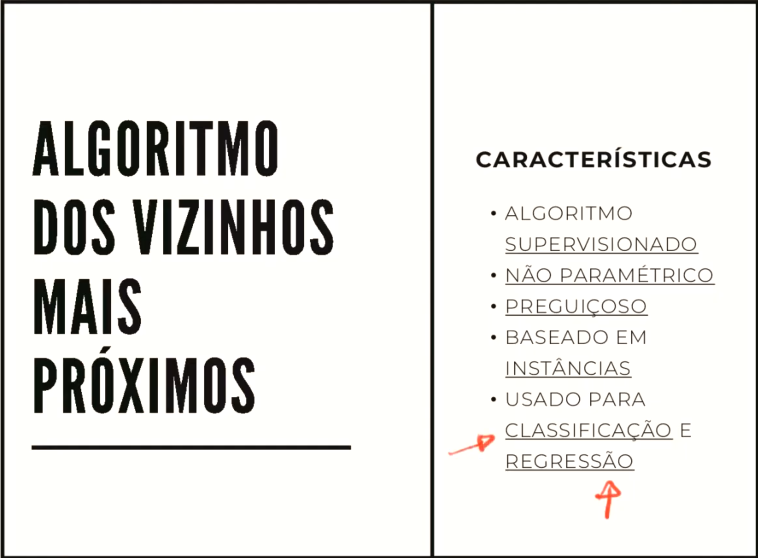 ALGORITMO
DOS VIZINHOS
MAIS
PRÓXIMOS
CARACTERÍSTICAS
• ALGORITMO
SUPERVISIONADO
• NÃO PARAMÉTRICO
• PREGUIÇOSO
• BASEADO EM
INSTÂNCIAS
• USADO PARA
CLASSIFICAÇÃO E
REGRESSÃO